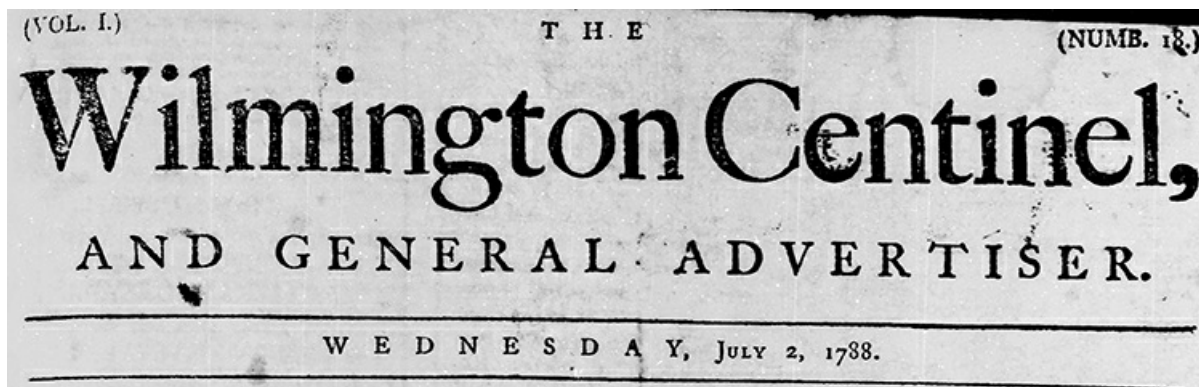 (VOL. I.) THE (NUMB. 18.)
Wilmington Centinel,
AND GENERAL ADVERTISER.
WEDNESDAY, JULY 2, 1788.